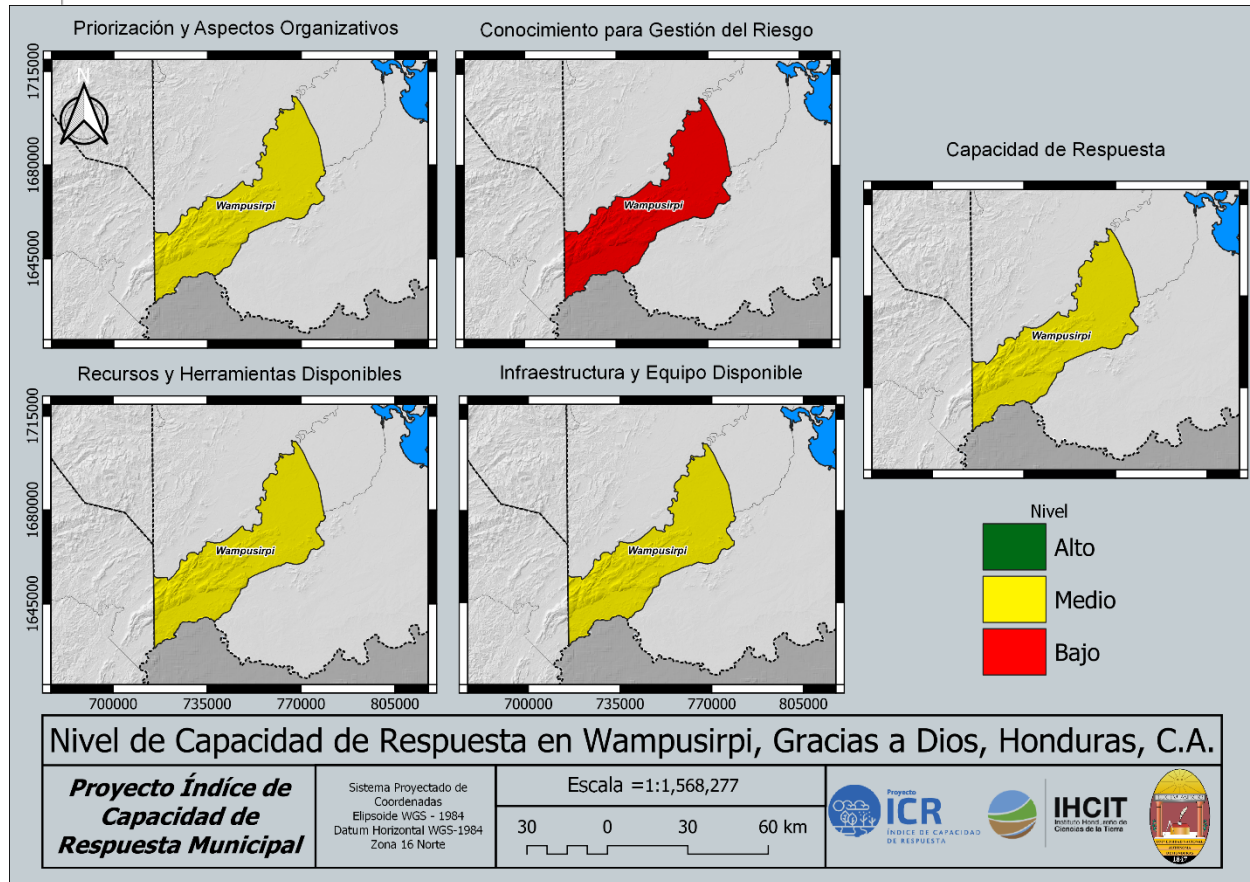 Priorización y Aspectos Organizativos
Conocimiento para Gestión del Riesgo
N
1715000
1680000
1645000
Wampusirpi
Wampusirpi
Capacidad de Respuesta
Wampusirpi
Recursos y Herramientas Disponibles
Infraestructura y Equipo Disponible
1715000
1680000
1645000
Wampusirpi
Wampusirpi
700000 735000 770000 805000
700000 735000 770000 805000
Nivel
Alto
Medio
Bajo
Nivel de Capacidad de Respuesta en Wampusirpi, Gracias a Dios, Honduras, C.A.
Proyecto Índíce de
Capacidad de
Respuesta Municipal
Sistema Proyectado de
Coordenadas
Elipsoide WGS - 1984
Datum Horizontal WGS-1984
Zona 16 Norte
Escala =1:1,568,277
30 0 30 60 km
Proyecto
ICR
ÍNDICE DE CAPACIDAD
DE RESPUESTA
IHCIT
Instituto Hondureño de
Ciencias de la Tierra